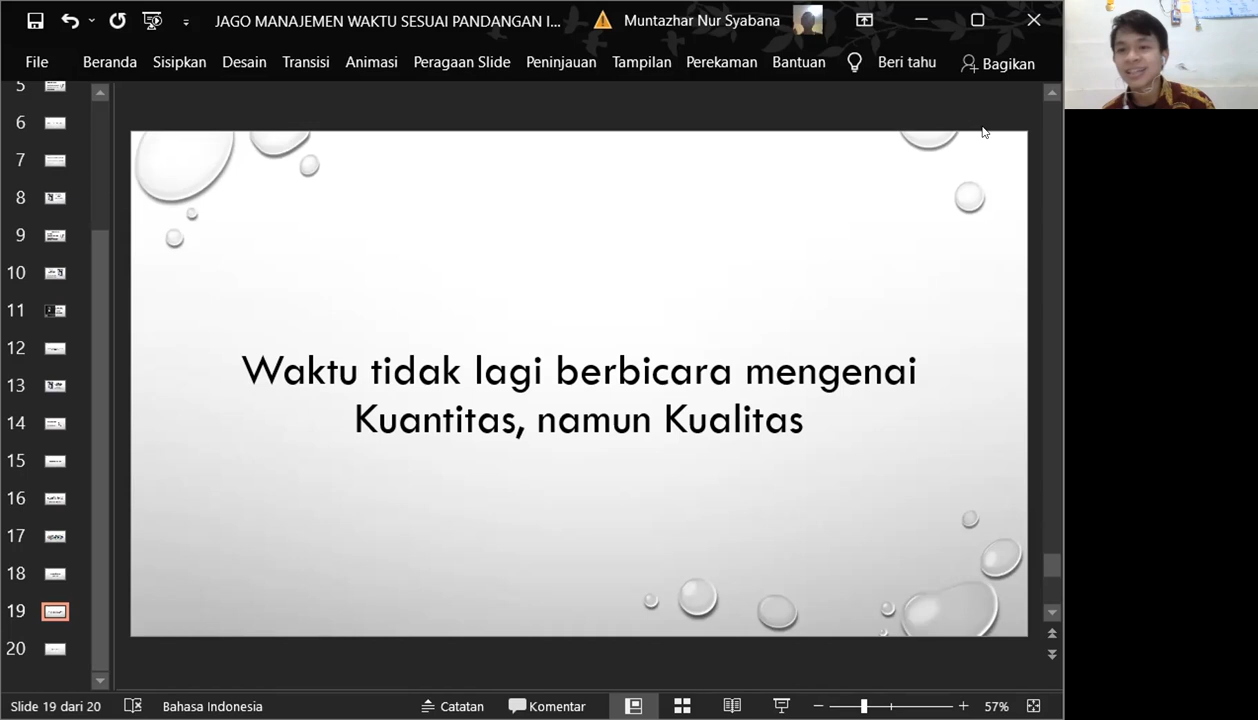 JAGO MANAJEMEN WAKTU SESUAI PANDANGAN I...
Muntazhar Nur Syabana
File Beranda Sisipkan Desain Transisi Animasi Peragaan Slide Peninjauan Tampilan Perekaman Bantuan Beri tahu Bagikan
5
6
7
8
9
10
11
12
13
14
15
16
17
18
19
20
Waktu tidak lagi berbicara mengenai
Kuantitas, namun Kualitas
Slide 19 dari 20 Bahasa Indonesia Catatan Komentar 57%